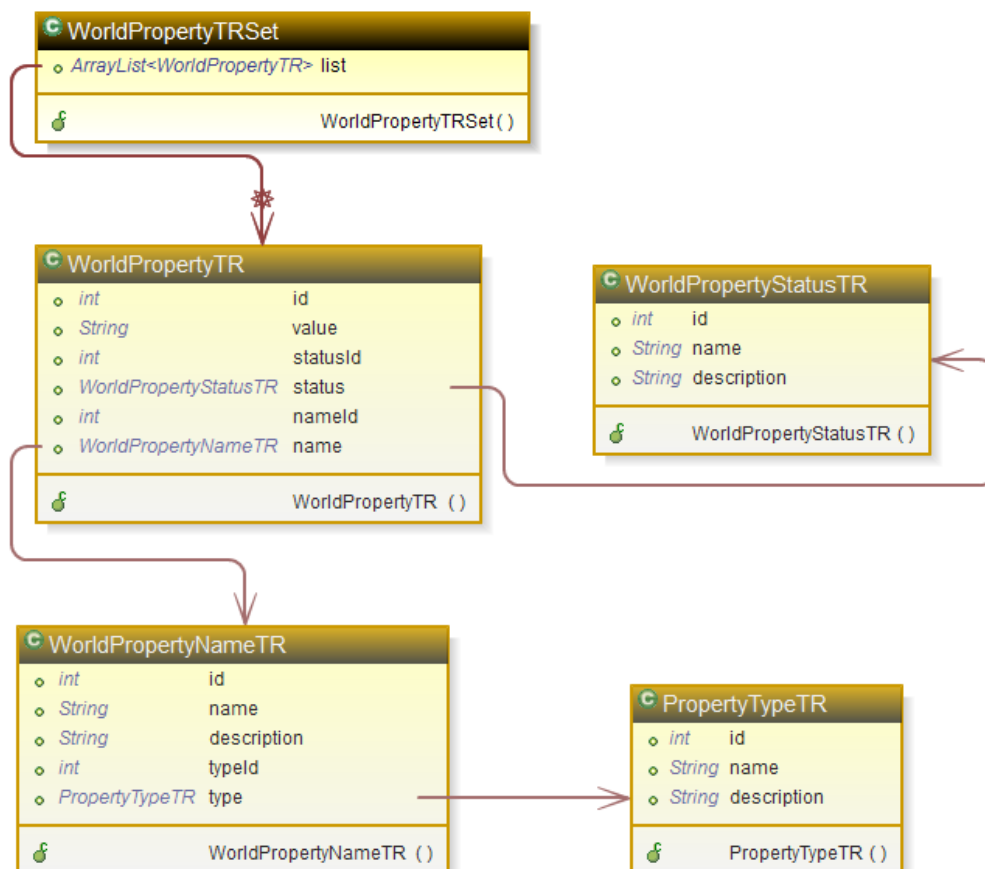 C WorldPropertyTRSet
ArrayList<WorldPropertyTR> list
WorldPropertyTRSet ( )
C WorldPropertyTR
int id
String value
int statusId
WorldPropertyStatusTR status
int nameId
WorldPropertyNameTR name
WorldPropertyTR ( )
C WorldPropertyStatusTR
int id
String name
String description
WorldPropertyStatusTR ( )
C WorldPropertyNameTR
int id
String name
String description
int typeId
PropertyTypeTR type
WorldPropertyNameTR ( )
C PropertyTypeTR
int id
String name
String description
PropertyTypeTR ( )